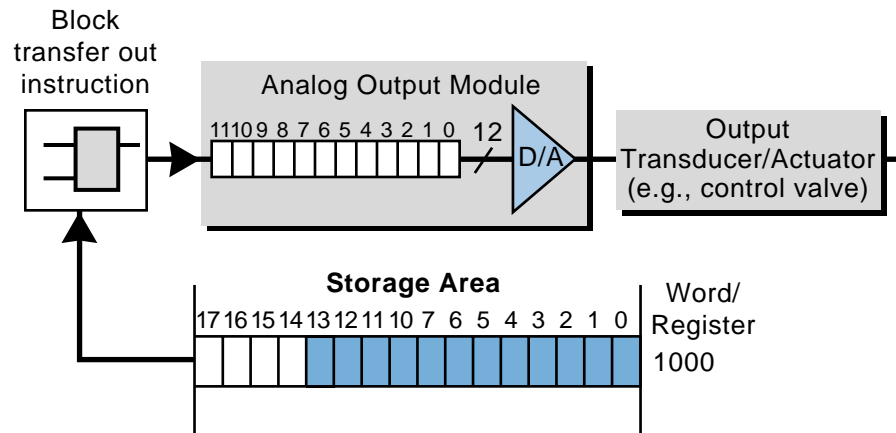 Block
transfer out
instruction
Analog Output Module
11 10 9 8 7 6 5 4 3 2 1 0
12
D/A
Output
Transducer/Actuator
(e.g., control valve)
Storage Area
17 16 15 14 13 12 11 10 7 6 5 4 3 2 1 0
Word/
Register
1000